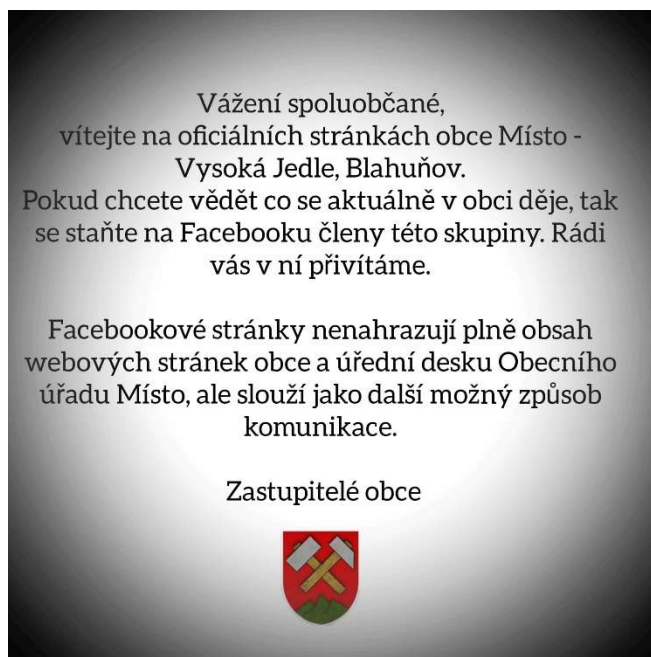 Vážení spoluobčané,
vítejte na oficiálních stránkách obce Místo -
Vysoká Jedle, Blahuňov.
Pokud chcete vědět co se aktuálně v obci děje, tak
se staňte na Facebooku členy této skupiny. Rádi
vás v ní přivítáme.
Facebookové stránky nenahrazují plně obsah
webových stránek obce a úřední desku Obecního
úřadu Místo, ale slouží jako další možný způsob
komunikace.
Zastupitelé obce